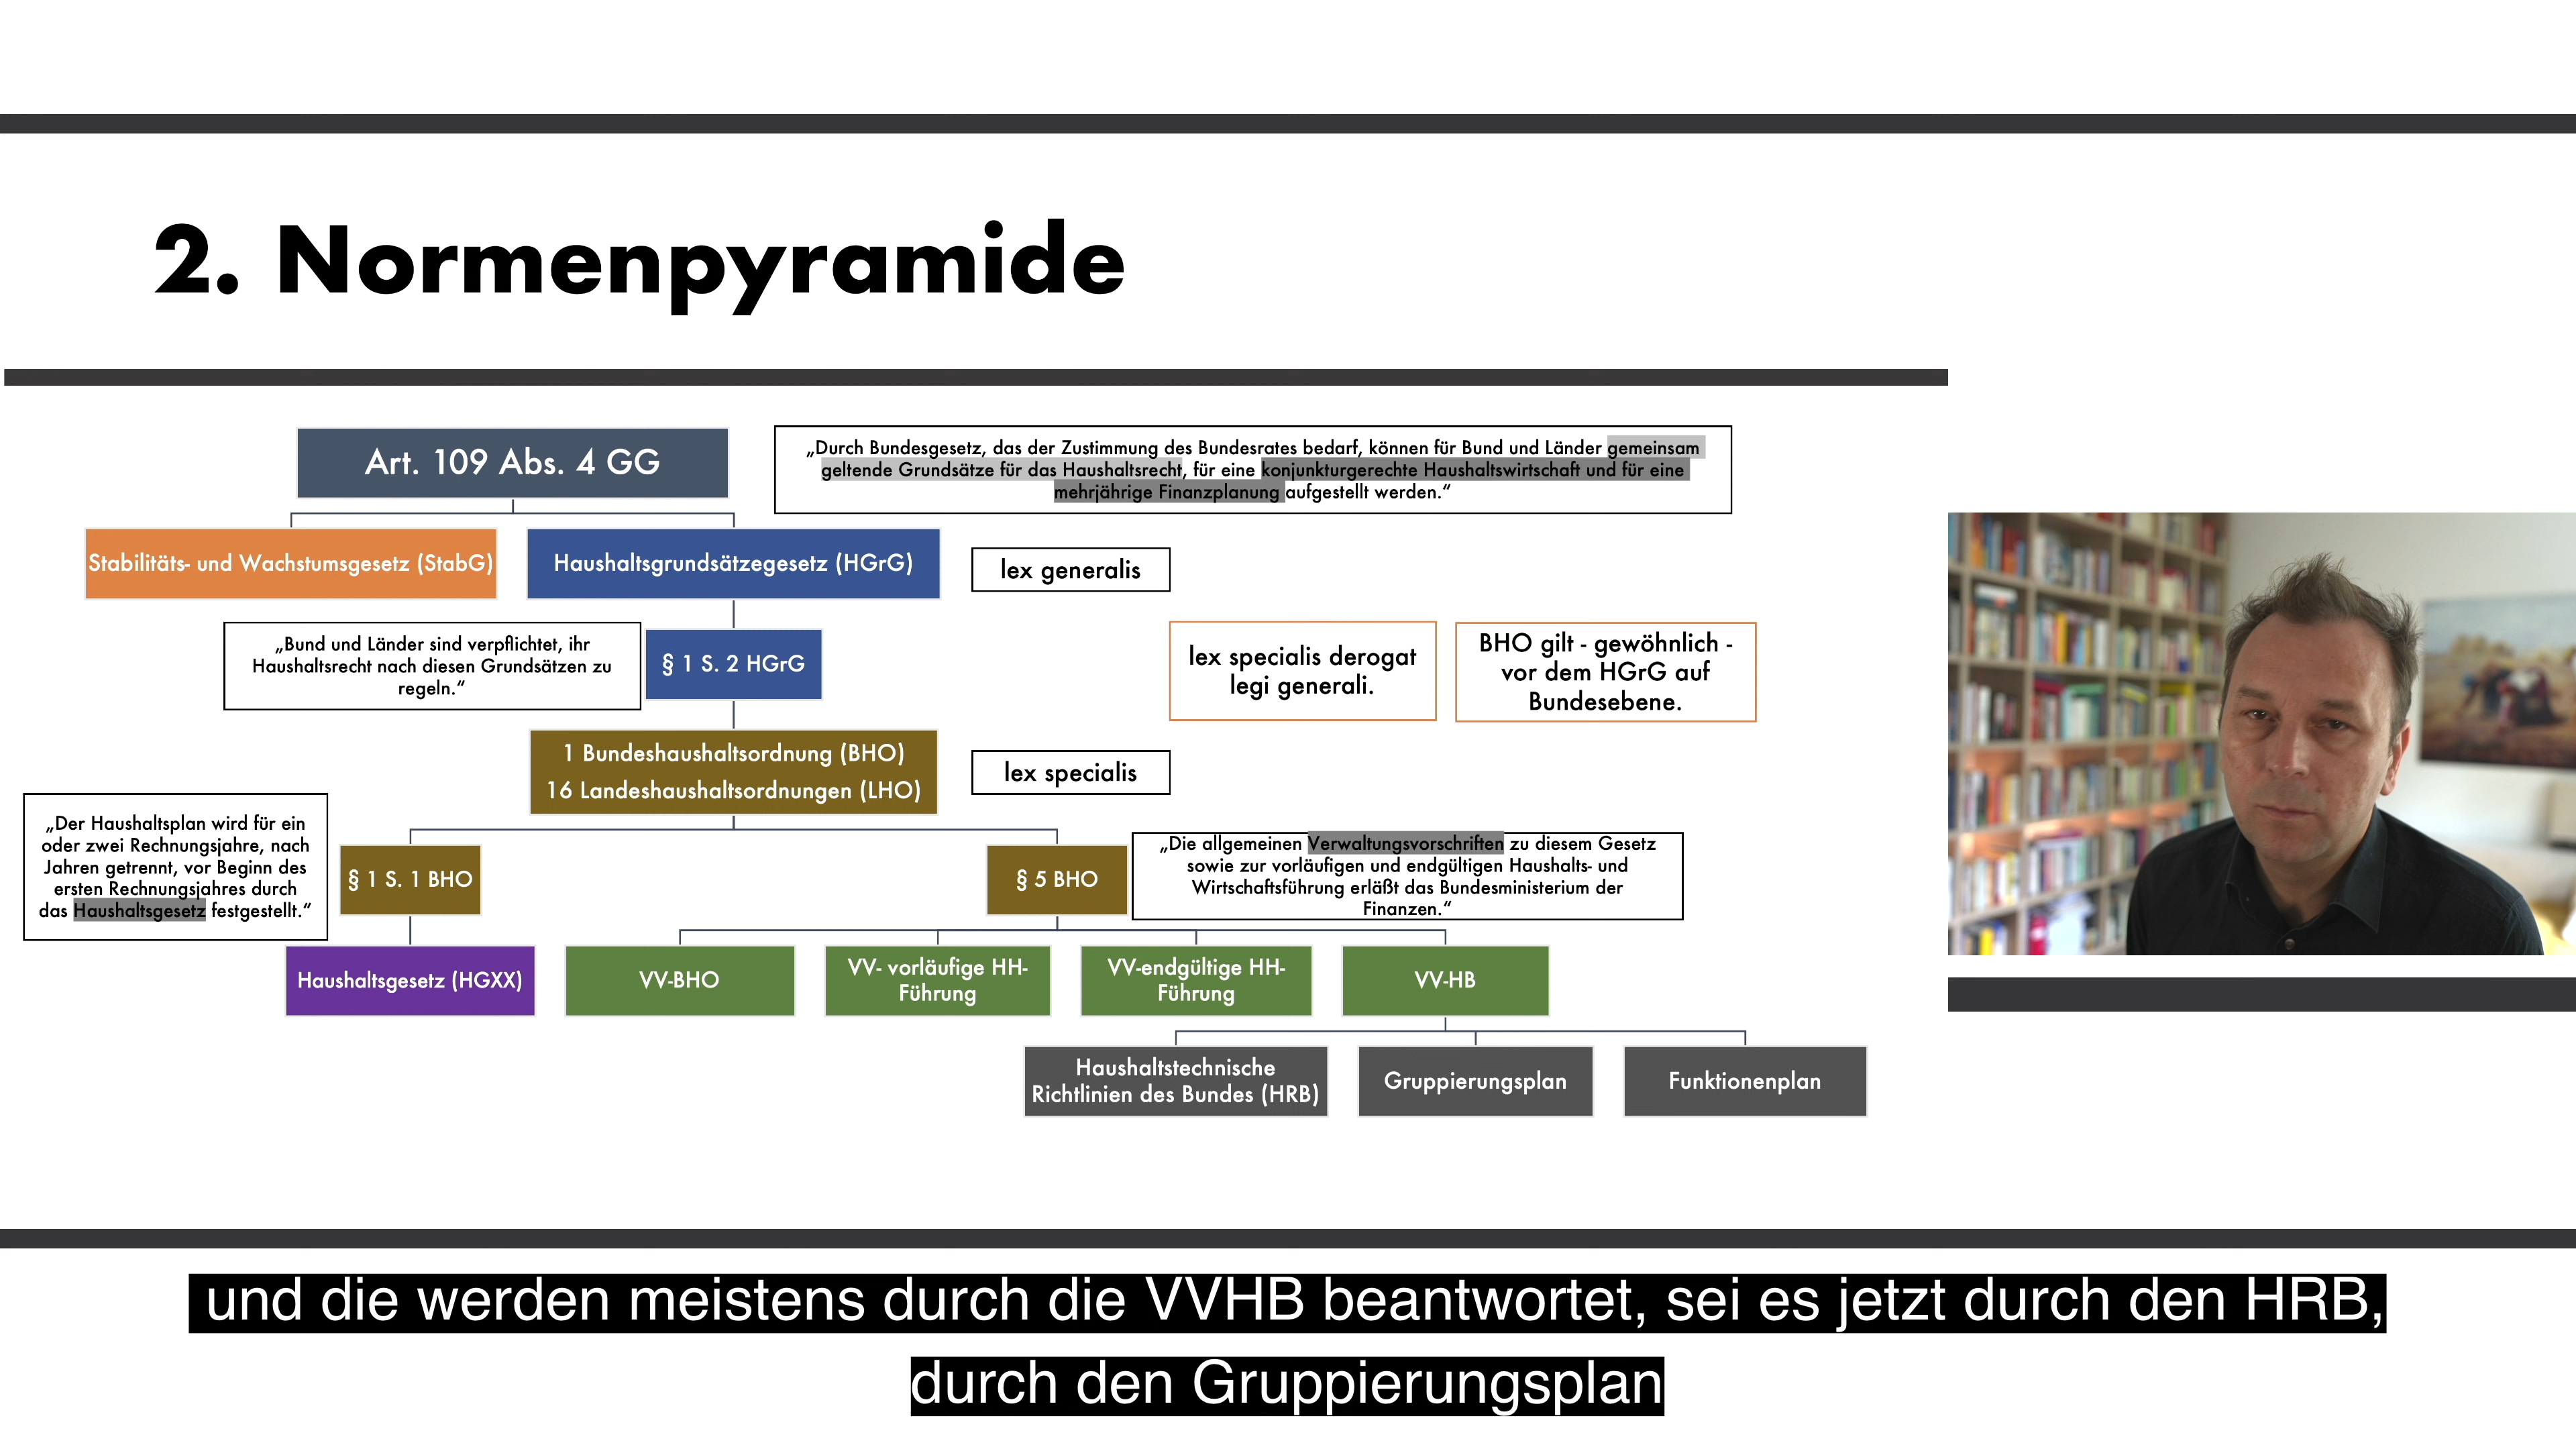 2. Normenpyramide
Art. 109 Abs. 4 GG
„Durch Bundesgesetz, das der Zustimmung des Bundesrates bedarf, können für Bund und Länder gemeinsam
geltende Grundsätze für das Haushaltsrecht, für eine konjunkturgerechte Haushaltswirtschaft und für eine
mehrjährige Finanzplanung aufgestellt werden.“
Stabilitäts- und Wachstumsgesetz (StabG)
Haushaltsgrundsätzegesetz (HGrG)
lex generalis
„Bund und Länder sind verpflichtet, ihr
Haushaltsrecht nach diesen Grundsätzen zu
regeln.“
§ 1 S. 2 HGrG
lex specialis derogat
legi generali.
BHO gilt - gewöhnlich -
vor dem HGrG auf
Bundesebene.
1 Bundeshaushaltsordnung (BHO)
16 Landeshaushaltsordnungen (LHO)
lex specialis
„Der Haushaltsplan wird für ein
oder zwei Rechnungsjahre, nach
Jahren getrennt, vor Beginn des
ersten Rechnungsjahres durch
das Haushaltsgesetz festgestellt.“
§ 1 S. 1 BHO
§ 5 BHO
„Die allgemeinen Verwaltungsvorschriften zu diesem Gesetz
sowie zur vorläufigen und endgültigen Haushalts- und
Wirtschaftsführung erläßt das Bundesministerium der
Finanzen.“
Haushaltsgesetz (HGXX)
VV-BHO
VV- vorläufige HH-
Führung
VV-endgültige HH-
Führung
VV-HB
Haushaltstechnische
Richtlinien des Bundes (HRB)
Gruppierungsplan
Funktionenplan
und die werden meistens durch die VVHB beantwortet, sei es jetzt durch den HRB,
durch den Gruppierungsplan